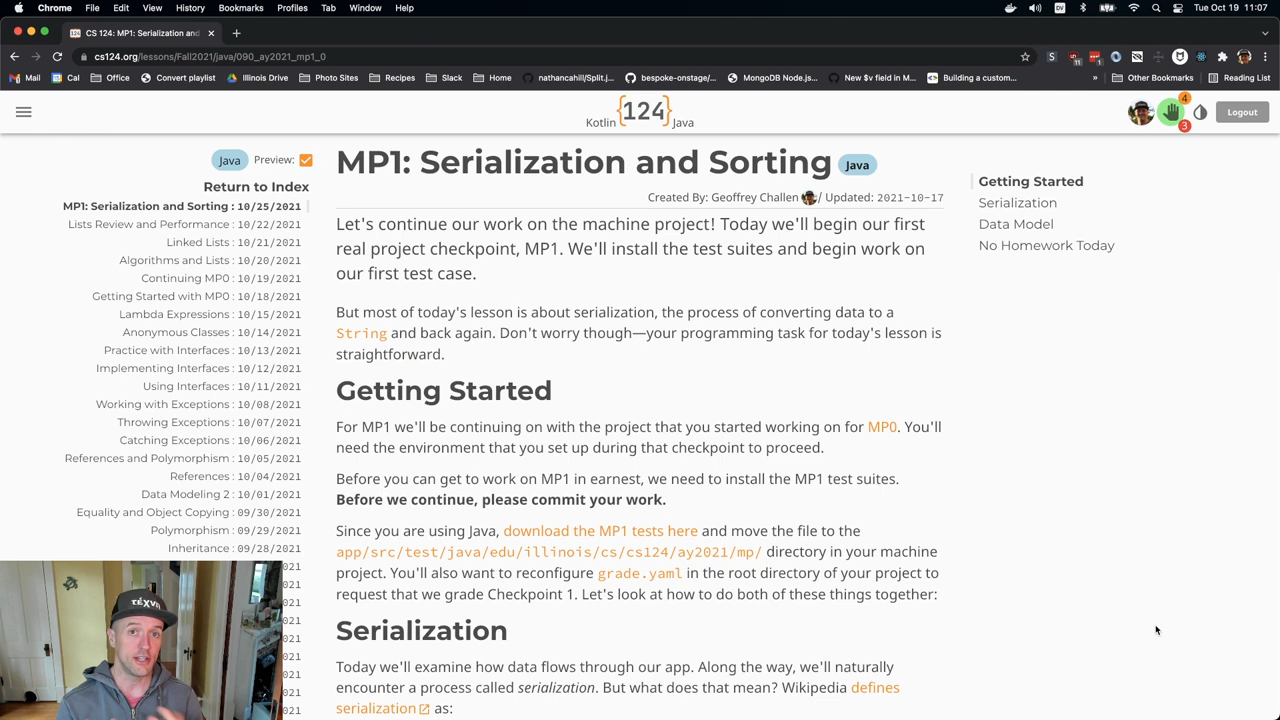 Chrome File Edit View History Bookmarks Profiles Tab Window Help
Tue Oct 19 11:07
124 CS 124: MP1: Serialization and
cs124.org/lessons/Fall2021/java/090_ay2021_mp1_0
Mail Cal Office Convert playlist Illinois Drive Photo Sites Recipes Slack Home nathancahill/Split.j... bespoke-onstage/... MongoDB Node.js... New $v field in M... Building a custom... » Other Bookmarks Reading List
Kotlin {124} Java
4
3
Logout
Java Preview:
Return to Index
MP1: Serialization and Sorting : 10/25/2021
Lists Review and Performance : 10/22/2021
Linked Lists : 10/21/2021
Algorithms and Lists : 10/20/2021
Continuing MP0 : 10/19/2021
Getting Started with MP0 : 10/18/2021
Lambda Expressions : 10/15/2021
Anonymous Classes : 10/14/2021
Practice with Interfaces : 10/13/2021
Implementing Interfaces : 10/12/2021
Using Interfaces : 10/11/2021
Working with Exceptions : 10/08/2021
Throwing Exceptions : 10/07/2021
Catching Exceptions : 10/06/2021
References and Polymorphism : 10/05/2021
References : 10/04/2021
Data Modeling 2 : 10/01/2021
Equality and Object Copying : 09/30/2021
Polymorphism : 09/29/2021
Inheritance : 09/28/2021
021
021
021
021
021
021
021
021
021
MP1: Serialization and Sorting Java
Created By: Geoffrey Challen / Updated: 2021-10-17
Let's continue our work on the machine project! Today we'll begin our first
real project checkpoint, MP1. We'll install the test suites and begin work on
our first test case.
But most of today's lesson is about serialization, the process of converting data to a
String and back again. Don't worry though—your programming task for today's lesson is
straightforward.
Getting Started
For MP1 we'll be continuing on with the project that you started working on for MP0. You'll
need the environment that you set up during that checkpoint to proceed.
Before you can get to work on MP1 in earnest, we need to install the MP1 test suites.
Before we continue, please commit your work.
Since you are using Java, download the MP1 tests here and move the file to the
app/src/test/java/edu/illinois/cs/cs124/ay2021/mp/ directory in your machine
project. You'll also want to reconfigure grade.yaml in the root directory of your project to
request that we grade Checkpoint 1. Let's look at how to do both of these things together:
Serialization
Today we'll examine how data flows through our app. Along the way, we'll naturally
encounter a process called serialization. But what does that mean? Wikipedia defines
serialization as:
Getting Started
Serialization
Data Model
No Homework Today